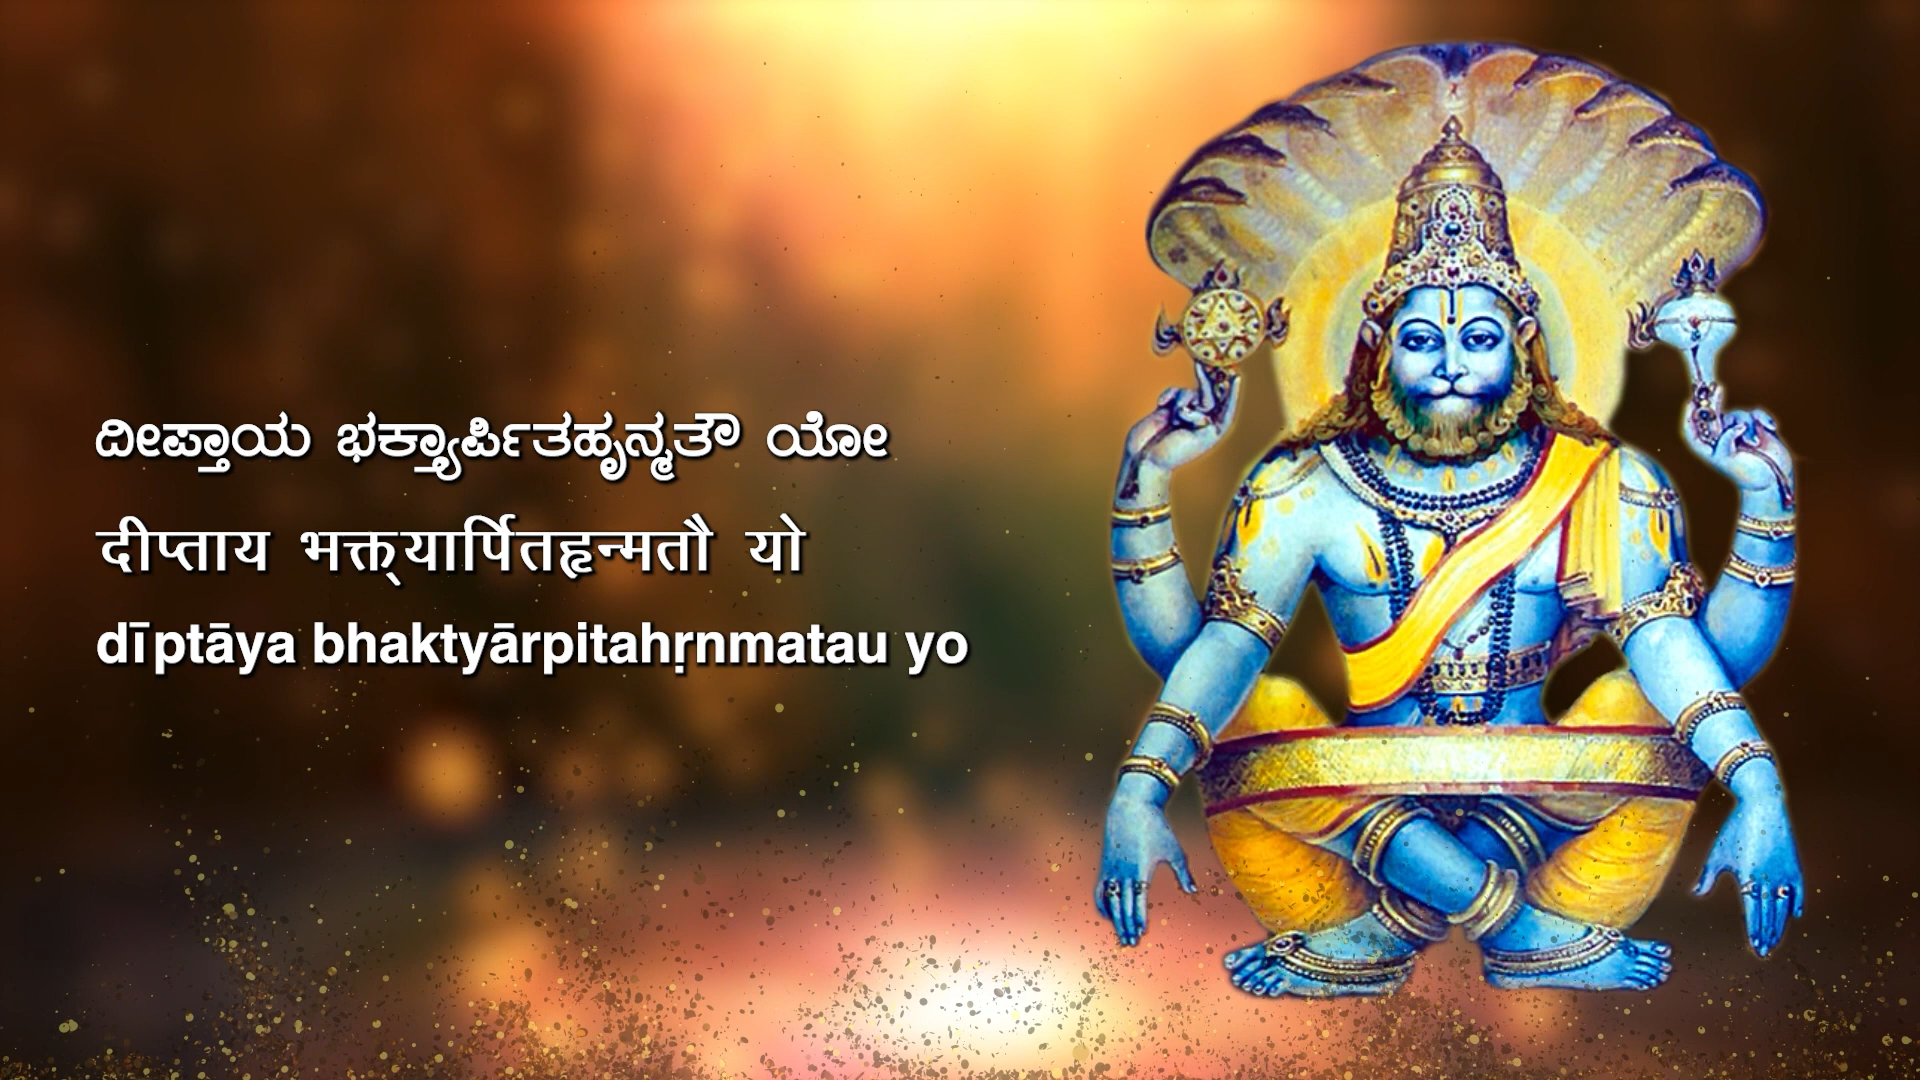 ದೀಪ್ತಾಯ ಭಕ್ತ್ಯಾರ್ಪಿತಹೃನ್ಮತೌ ಯೋ
दीप्ताय भक्त्‌यार्पितहृन्मतौ यो
dīptāya bhaktyārpitahṛnmatau yo